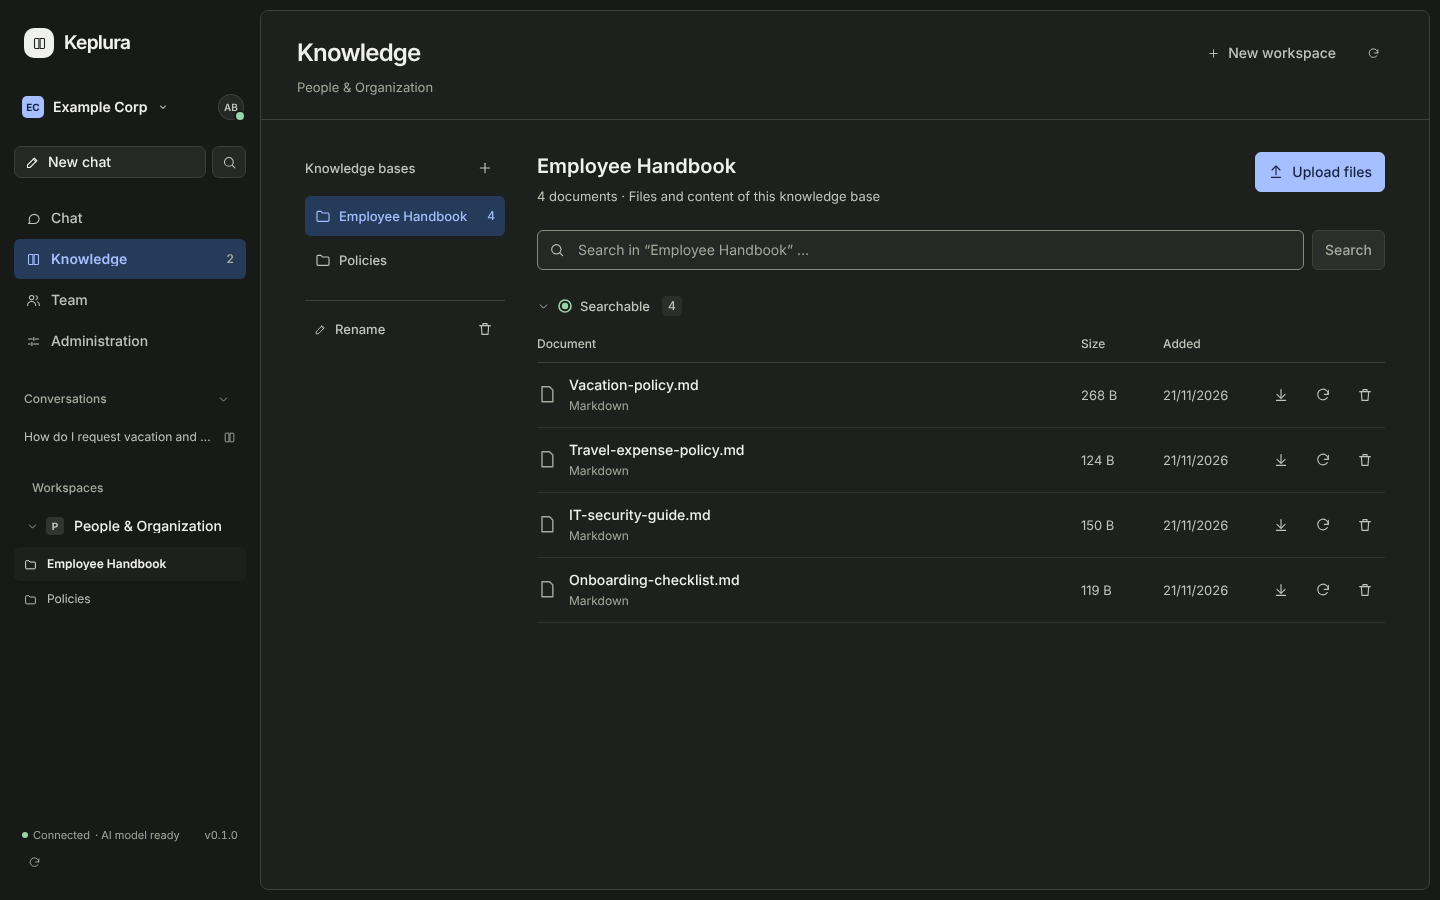 Keplura
EC Example Corp AB
New chat
Chat
Knowledge 2
Team
Administration
Conversations
How do I request vacation and ...
Workspaces
P People & Organization
Employee Handbook
Policies
Connected · AI model ready v0.1.0
Knowledge
People & Organization
New workspace
Knowledge bases
Employee Handbook 4
Policies
Rename
Employee Handbook
4 documents · Files and content of this knowledge base
Upload files
Search in “Employee Handbook” ...
Search
Searchable 4
Document Size Added
Vacation-policy.md
Markdown
268 B 21/11/2026
Travel-expense-policy.md
Markdown
124 B 21/11/2026
IT-security-guide.md
Markdown
150 B 21/11/2026
Onboarding-checklist.md
Markdown
119 B 21/11/2026